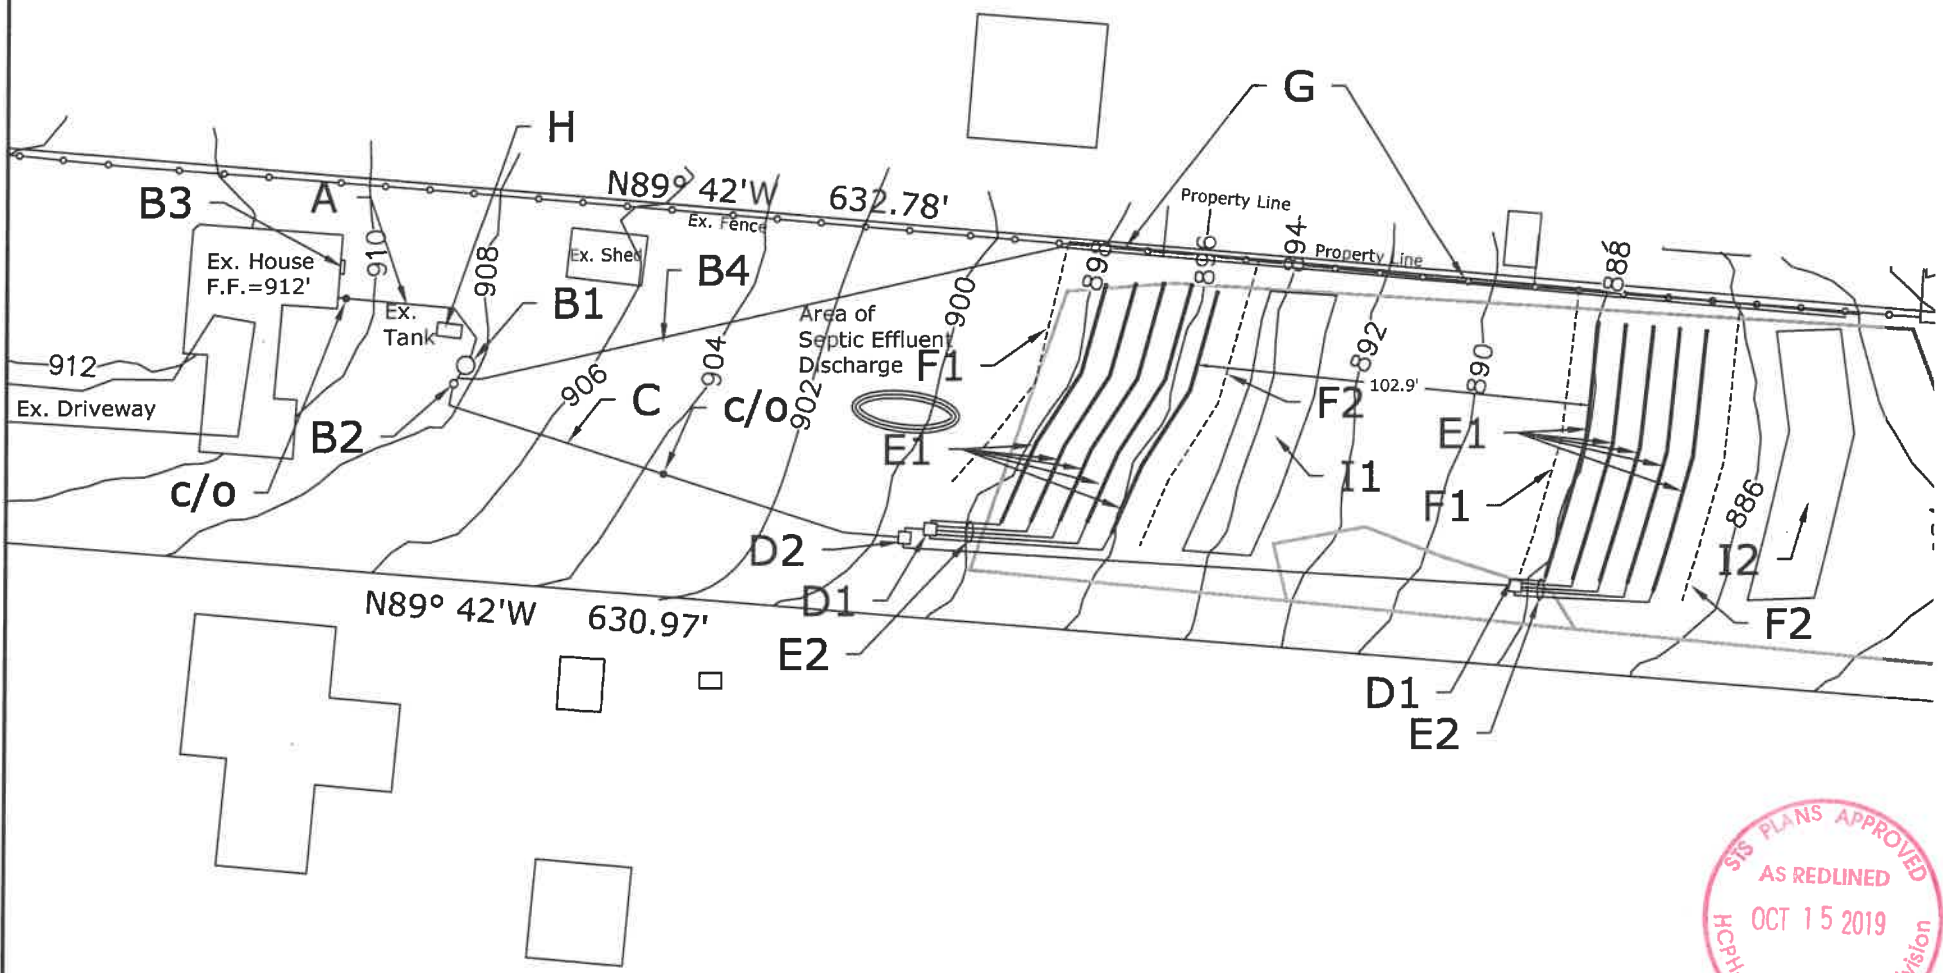 G
H
B3
A
N89° 42'W 632.78'
Ex. Fence
Property Line
Property Line
Ex. House
F.F.=912'
910
908
Ex. Shed
B4
B1
Ex.
Tank
898
896
894
888
900
Area of
Septic Effluent
Discharge
F1
912
904
892
890
102.9'
F2
906
C
c/o
902
Ex. Driveway
B2
E1
E1
c/o
I1
F1
886
D2
I2
D1
N89° 42'W 630.97'
E2
F2
D1
E2
STS PLANS APPROVED
AS REDLINED
OCT 15 2019